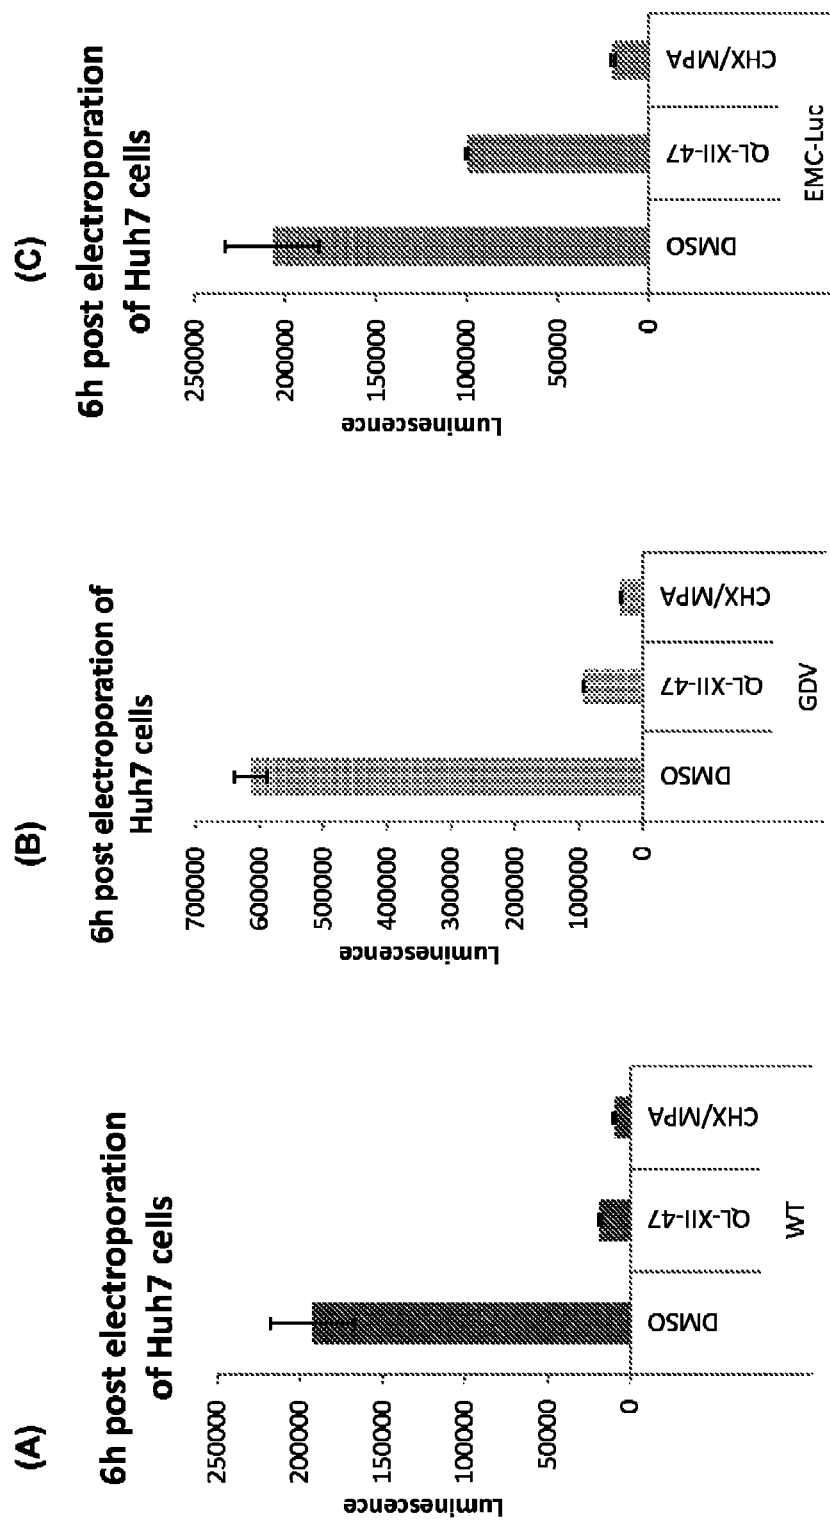 (A)
6h post electroporation
of Huh7 cells
Luminescence
250000
200000
150000
100000
50000
0
DMSO
QL-XII-47
CHX/MPA
WT
(B)
6h post electroporation of
Huh7 cells
Luminescence
700000
600000
500000
400000
300000
200000
100000
0
DMSO
QL-XII-47
CHX/MPA
GDV
(C)
6h post electroporation
of Huh7 cells
Luminescence
250000
200000
150000
100000
50000
0
DMSO
QL-XII-47
CHX/MPA
EMC-Luc